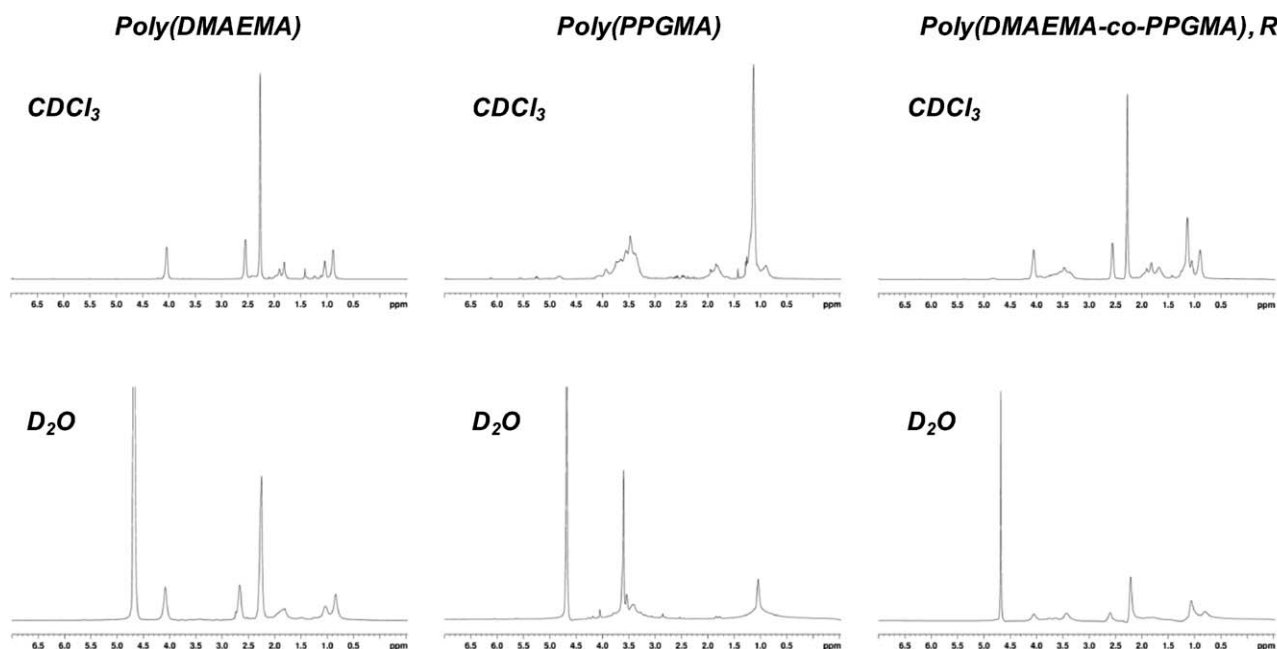 Poly(DMAEMA) Poly(PPGMA) Poly(DMAEMA-co-PPGMA), R
CDCl3 CDCl3 CDCl3
6.5 6.0 5.5 5.0 4.5 4.0 3.5 3.0 2.5 2.0 1.5 1.0 0.5 ppm 6.5 6.0 5.5 5.0 4.5 4.0 3.5 3.0 2.5 2.0 1.5 1.0 0.5 ppm 6.5 6.0 5.5 5.0 4.5 4.0 3.5 3.0 2.5 2.0 1.5 1.0 0.5 ppm
D2O D2O D2O
6.5 6.0 5.5 5.0 4.5 4.0 3.5 3.0 2.5 2.0 1.5 1.0 0.5 ppm 6.5 6.0 5.5 5.0 4.5 4.0 3.5 3.0 2.5 2.0 1.5 1.0 0.5 ppm 6.5 6.0 5.5 5.0 4.5 4.0 3.5 3.0 2.5 2.0 1.5 1.0 0.5 ppm